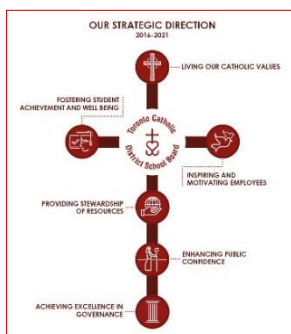 OUR STRATEGIC DIRECTION
2016-2021
LIVING OUR CATHOLIC VALUES
FOSTERING STUDENT
ACHIEVEMENT AND WELL BEING
Toronto Catholic
District School Board
INSPIRING AND
MOTIVATING EMPLOYEES
PROVIDING STEWARDSHIP
OF RESOURCES
ENHANCING PUBLIC
CONFIDENCE
ACHIEVING EXCELLENCE IN
GOVERNANCE